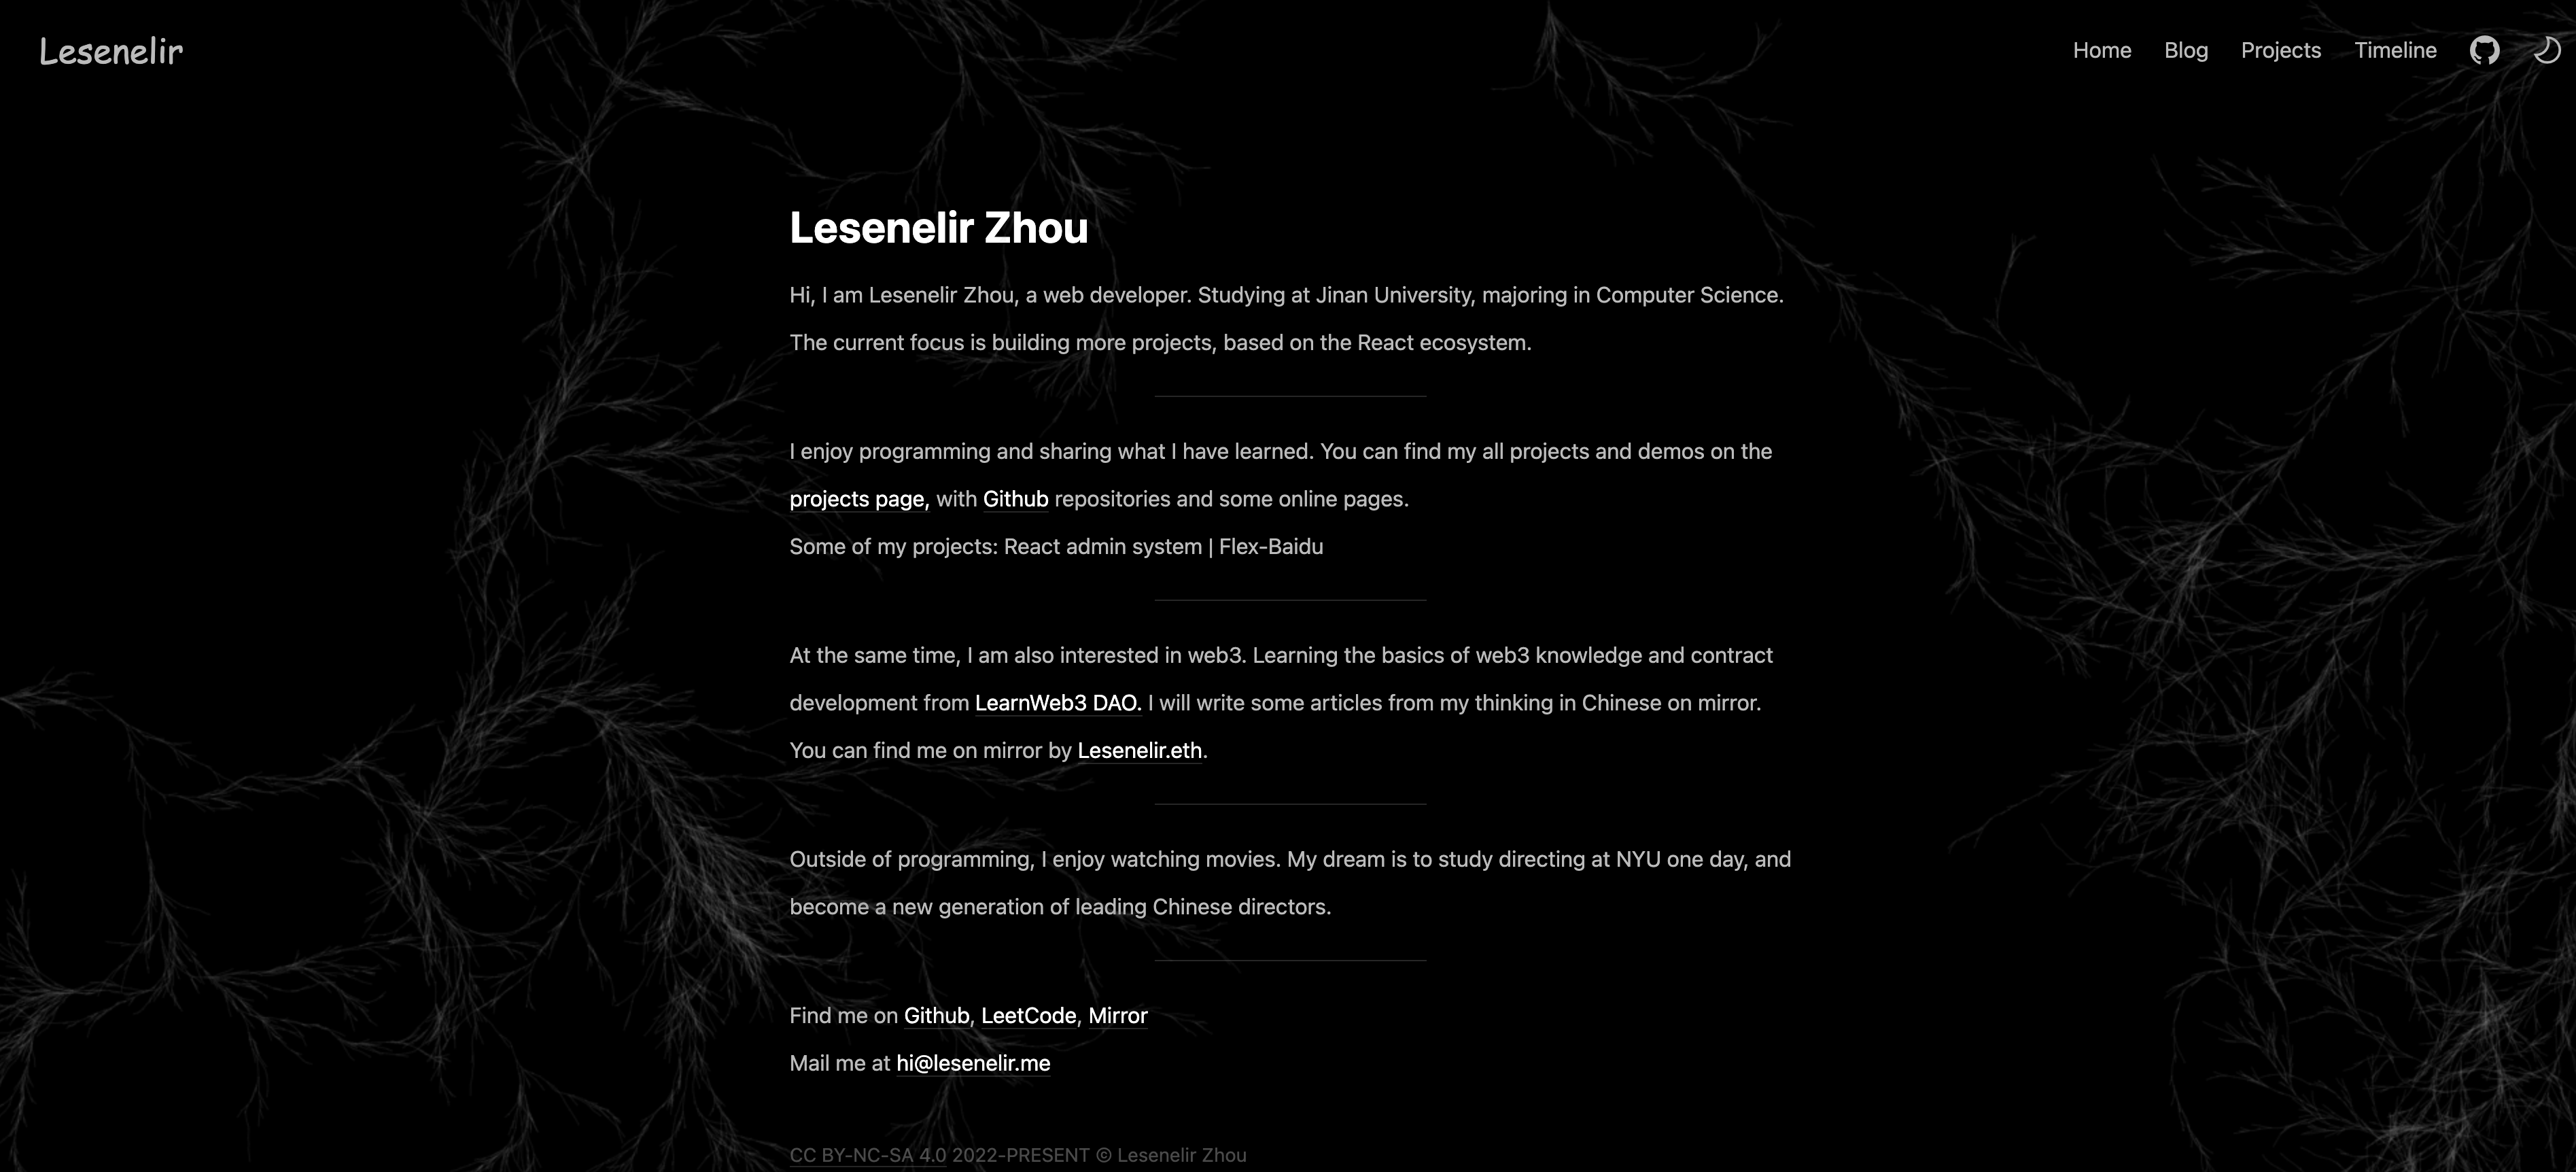 Lesenelir
Home Blog Projects Timeline
Lesenelir Zhou
Hi, I am Lesenelir Zhou, a web developer. Studying at Jinan University, majoring in Computer Science.
The current focus is building more projects, based on the React ecosystem.
I enjoy programming and sharing what I have learned. You can find my all projects and demos on the
projects page, with Github repositories and some online pages.
Some of my projects: React admin system | Flex-Baidu
At the same time, I am also interested in web3. Learning the basics of web3 knowledge and contract
development from LearnWeb3 DAO. I will write some articles from my thinking in Chinese on mirror.
You can find me on mirror by Lesenelir.eth.
Outside of programming, I enjoy watching movies. My dream is to study directing at NYU one day, and
become a new generation of leading Chinese directors.
Find me on Github, LeetCode, Mirror
Mail me at hi@lesenelir.me
CC BY-NC-SA 4.0 2022-PRESENT © Lesenelir Zhou